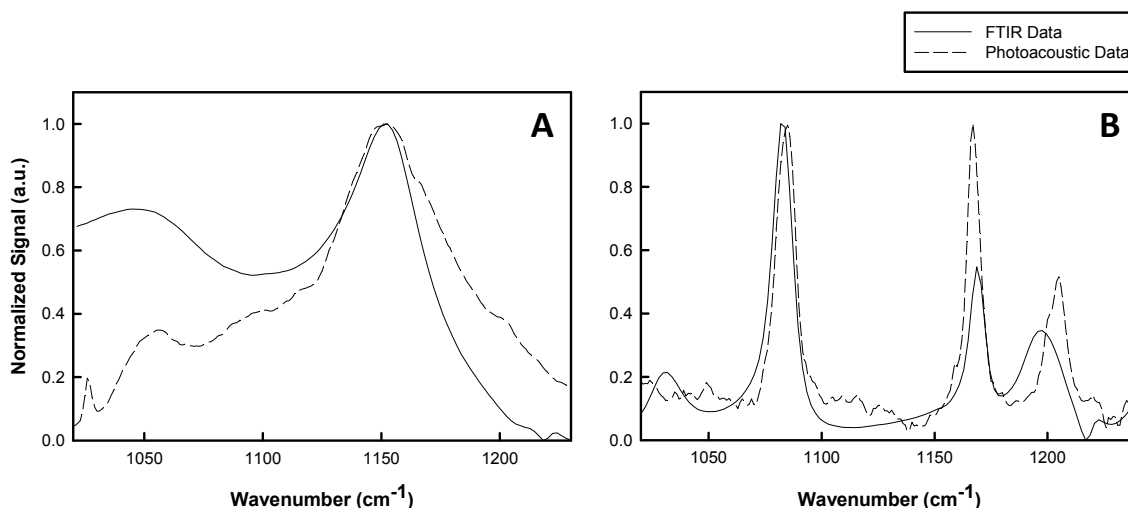 FTIR Data
Photoacoustic Data
A
B
Normalized Signal (a.u.)
1.0
0.8
0.6
0.4
0.2
0.0
1050
1100
1150
1200
Wavenumber (cm-1)
1.0
0.8
0.6
0.4
0.2
0.0
1050
1100
1150
1200
Wavenumber (cm-1)